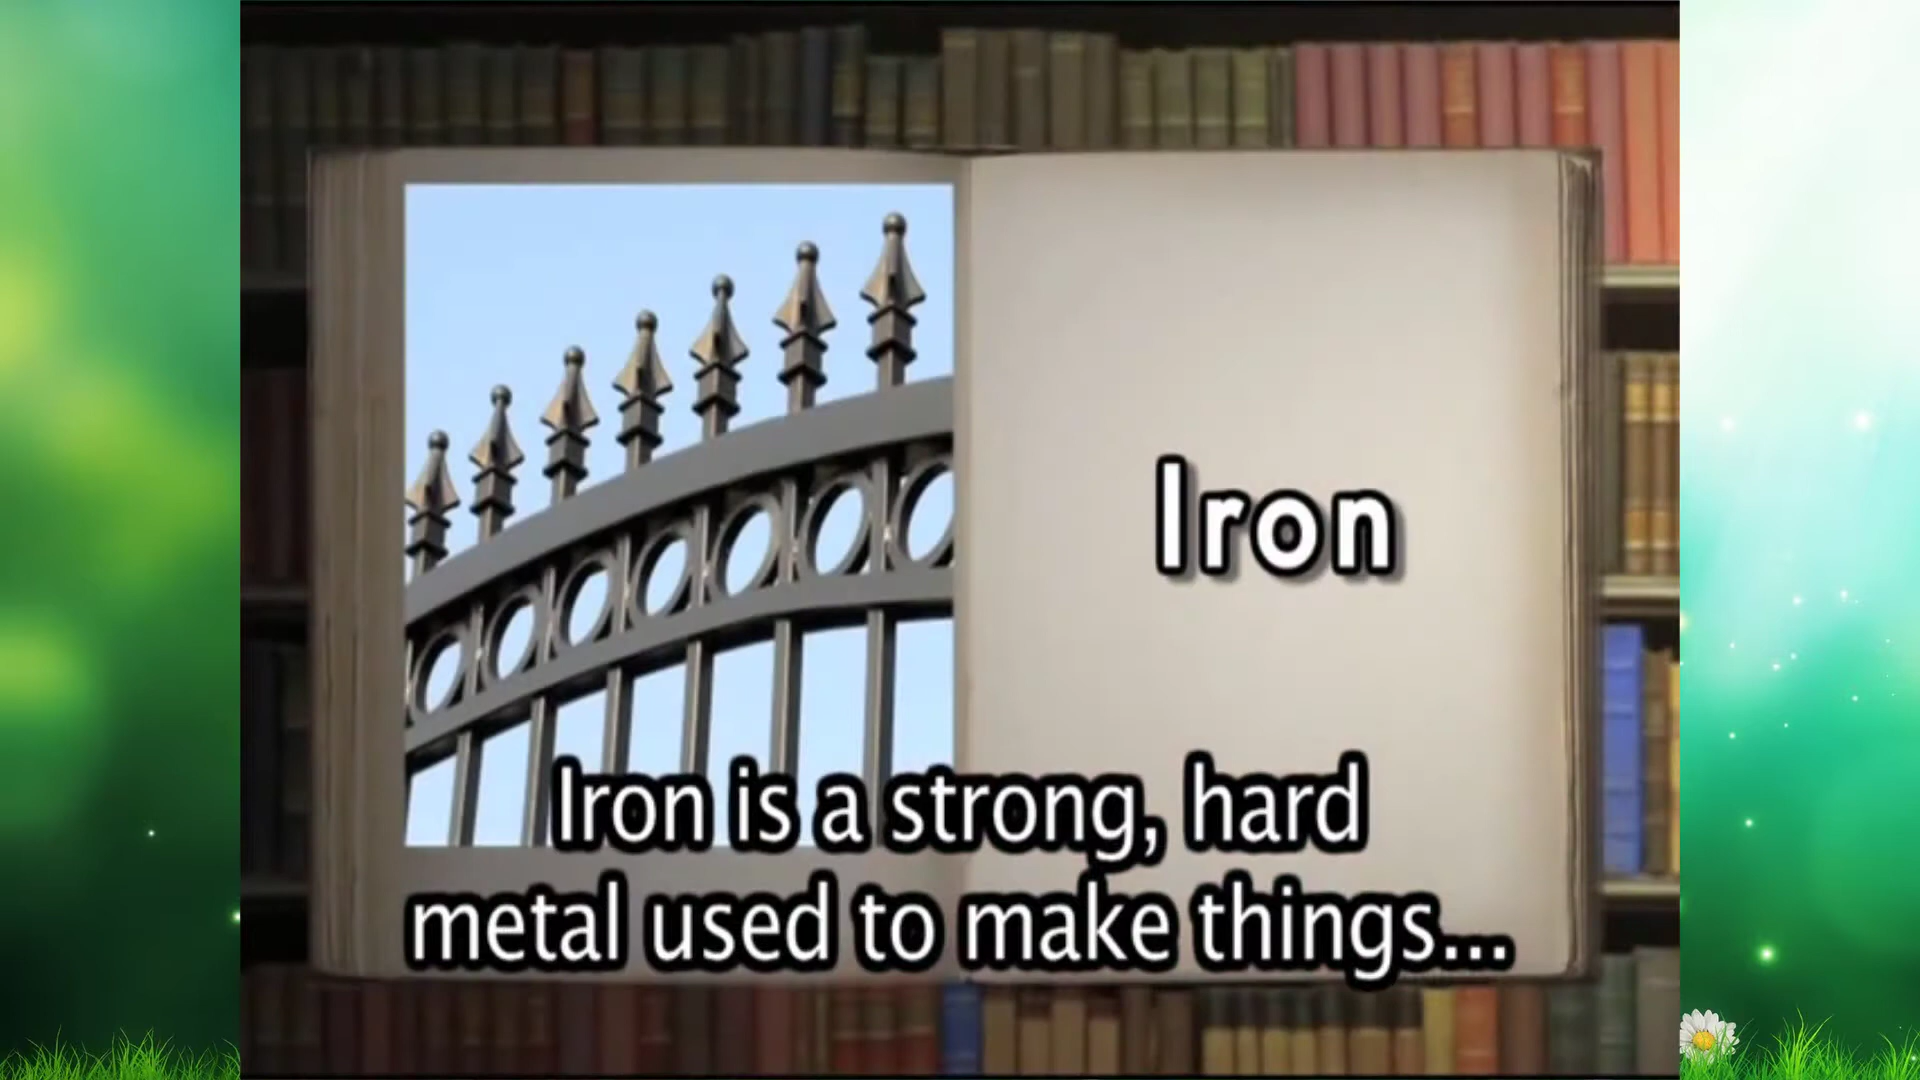 Iron
Iron is a strong, hard
metal used to make things...